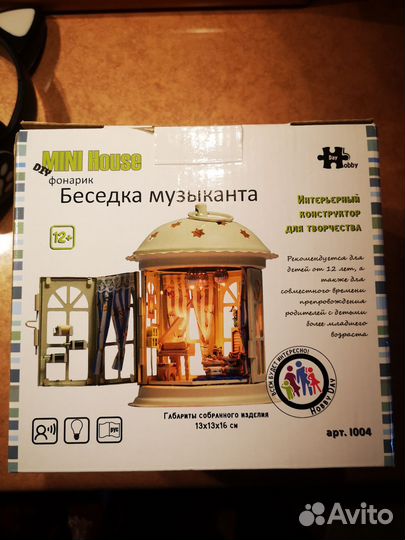 DIY MINI House
фонарик
Беседка музыканта
Day
Hobby
12+
Интерьерный
конструктор
для творчества
Рекомендуется для
детей от 12 лет, а
также для
совместного времени
препровождения
родителей с детьми
более младшего
возраста
ВСЕМ БУДЕТ ИНТЕРЕСНО!
Hobby Day
Габариты собранного изделия
13х13х16 см
рус
арт. 1004
Avito